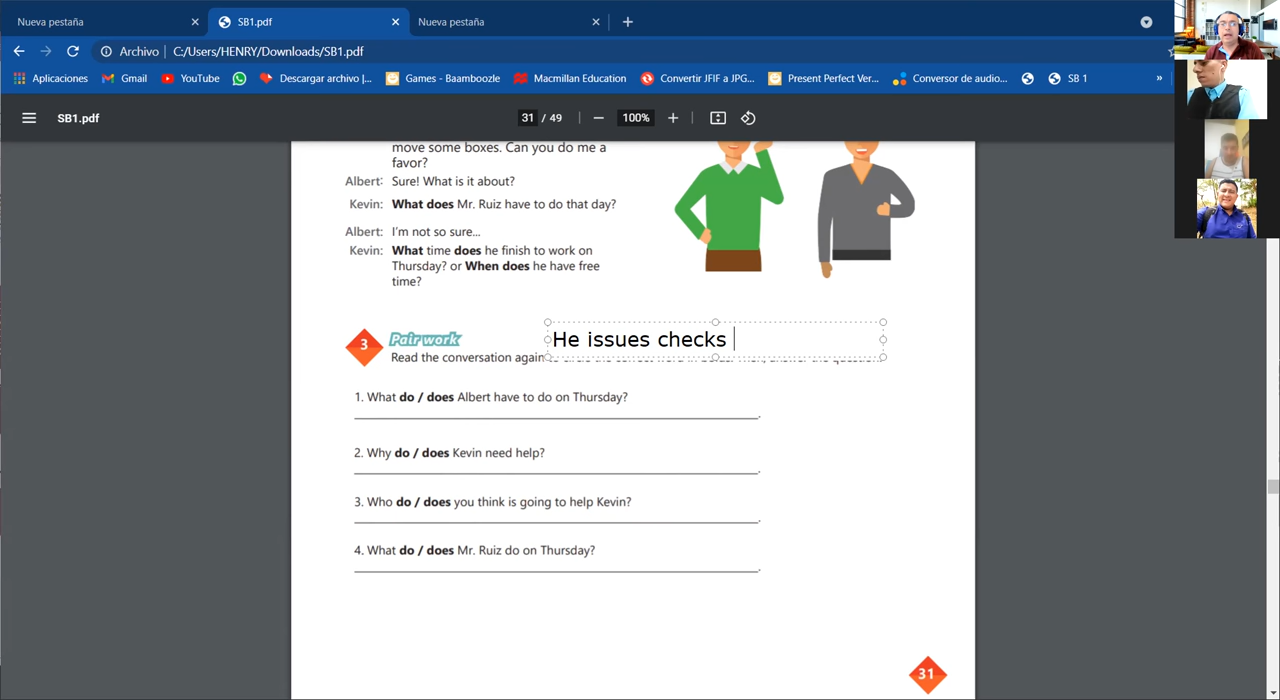 Nueva pestaña
SB1.pdf
Nueva pestaña
Archivo C:/Users/HENRY/Downloads/SB1.pdf
Aplicaciones Gmail YouTube Descargar archivo |... Games - Baamboozle Macmillan Education Convertir JFIF a JPG... Present Perfect Ver... Conversor de audio... SB 1 »
SB1.pdf 31 / 49 100%
move some boxes. Can you do me a
favor?
Albert: Sure! What is it about?
Kevin: What does Mr. Ruiz have to do that day?
Albert: I'm not so sure...
Kevin: What time does he finish to work on
Thursday? or When does he have free
time?
3 Pair work
He issues checks
Read the conversation again
1. What do / does Albert have to do on Thursday?
2. Why do / does Kevin need help?
3. Who do / does you think is going to help Kevin?
4. What do / does Mr. Ruiz do on Thursday?
31